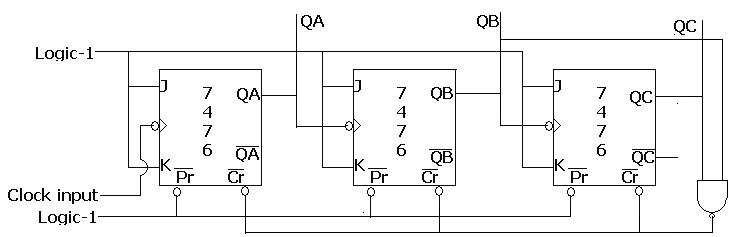 QA
QB
QC
Logic-1
J
7
4
7
6
QA
K
QA
Pr
Cr
J
7
4
7
6
QB
K
QB
Pr
Cr
J
7
4
7
6
QC
K
QC
Pr
Cr
Clock input
Logic-1